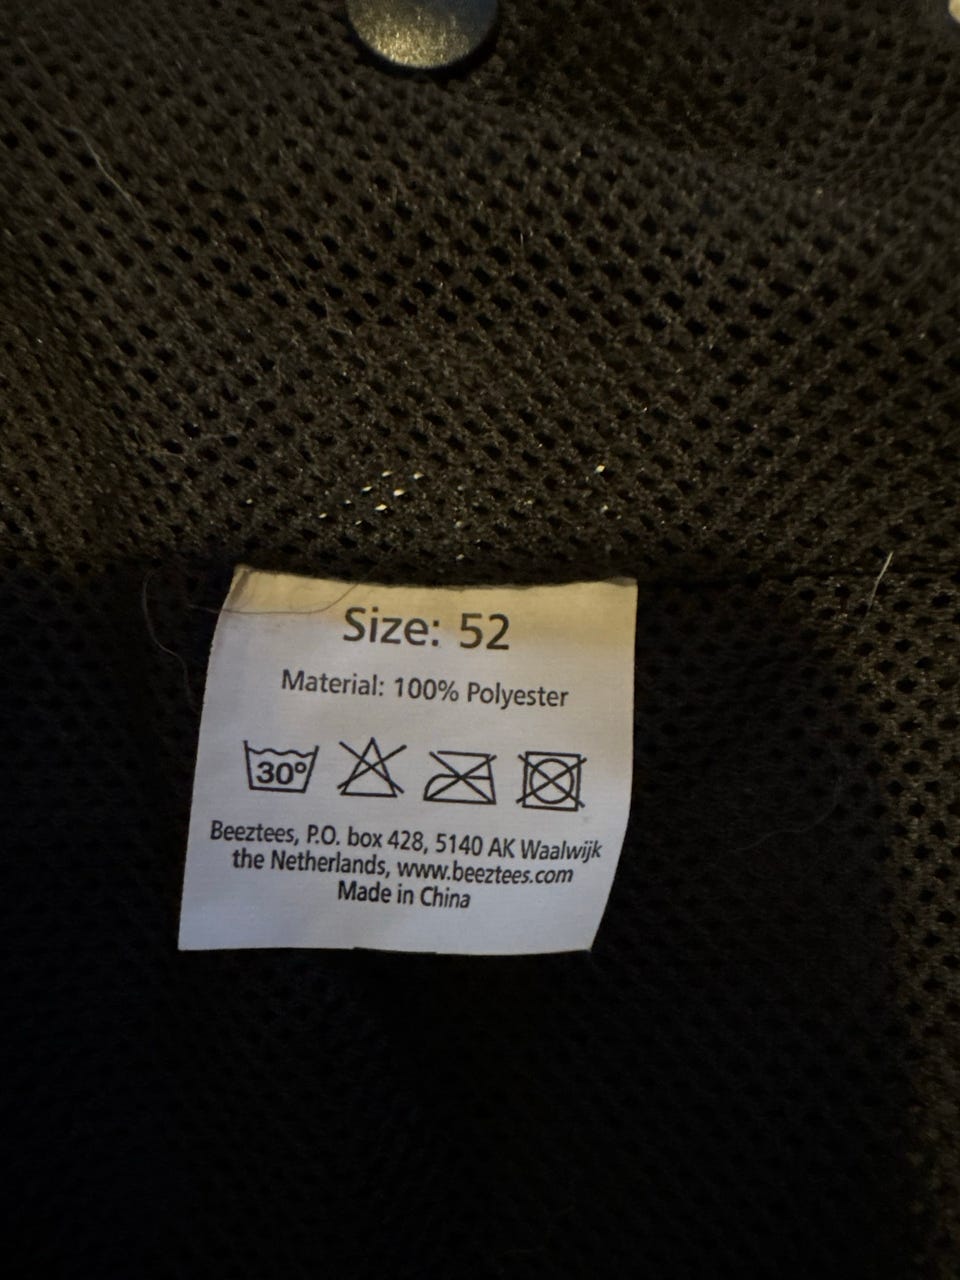 Size: 52
Material: 100% Polyester
30°
Beeztees, P.O. box 428, 5140 AK Waalwijk
the Netherlands, www.beeztees.com
Made in China